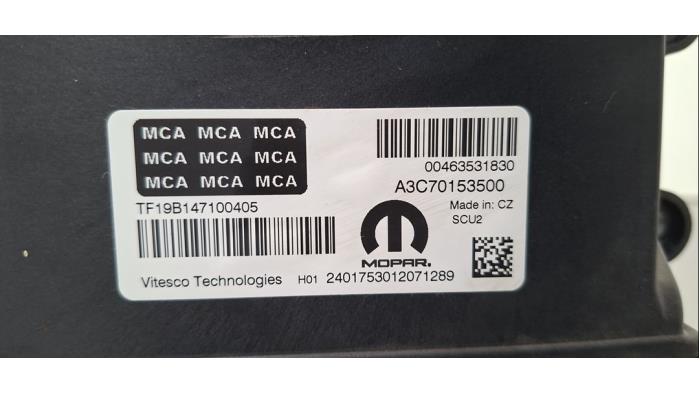 MCA MCA MCA
MCA MCA MCA
MCA MCA MCA
TF19B147100405
Vitesco Technologies
00463531830
A3C70153500
Made in: CZ
SCU2
MOPAR.
H01 2401753012071289